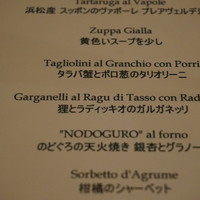 Tartaruga al Vapole
浜松産 スッポンのヴァポーレ プレアヴェルデ
Zuppa Gialla
黄色いスープを少し
Tagliolini al Granchio con Porri
タラバ蟹とポロ葱のタリオリーニ
Garganelli al Ragu di Tasso con Rad
狸とラディッキオのガルガネッリ
"NODOGURO" al forno
のどぐろの天火焼き 銀杏とグラノー
Sorbetto d'Agrume
柑橘のシャーベット